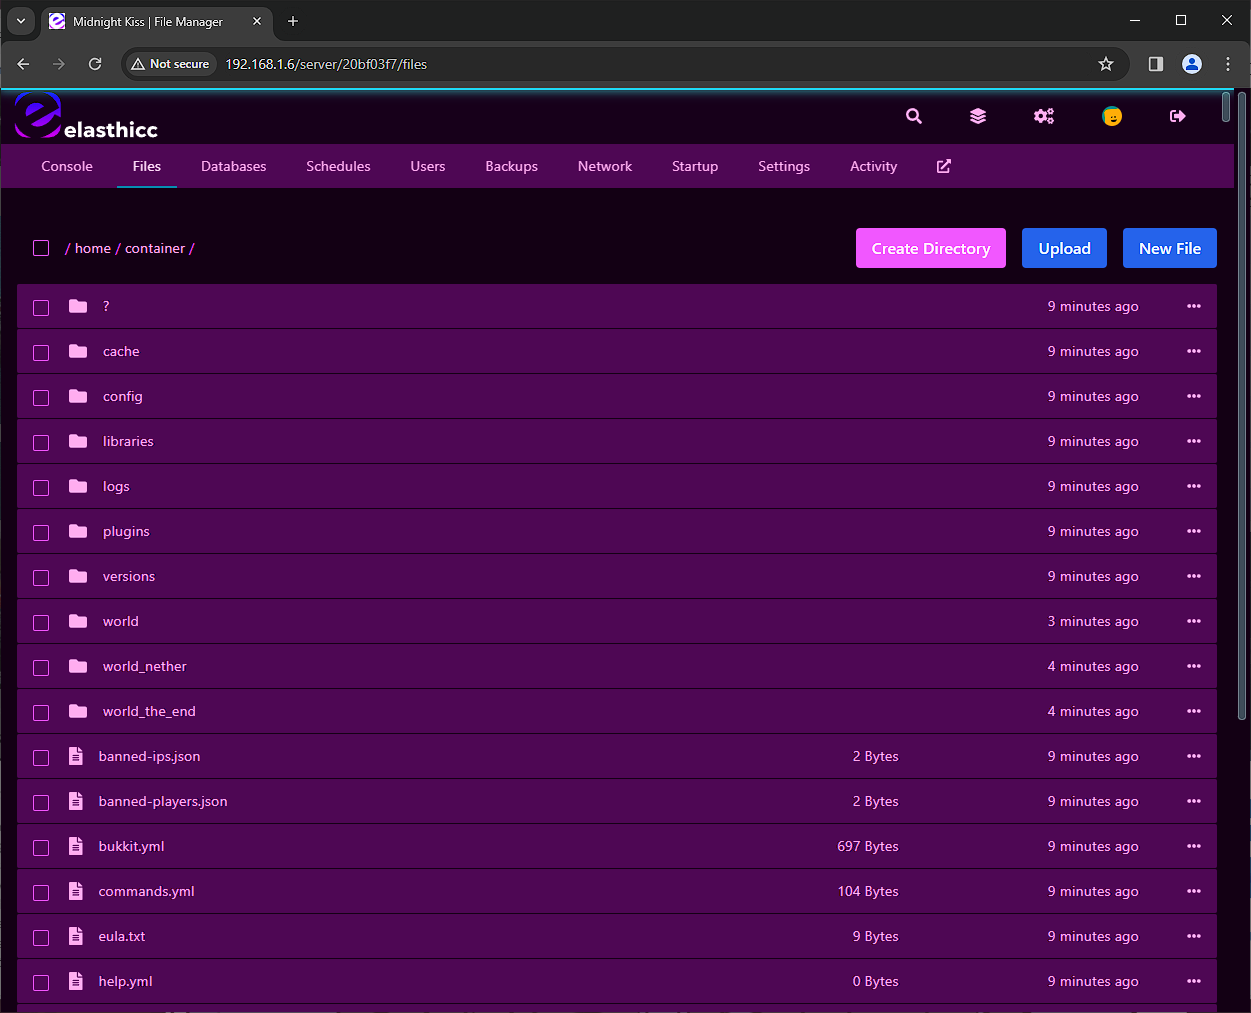 Midnight Kiss | File Manager
Not secure 192.168.1.6/server/20bf03f7/files
elasthicc
Console Files Databases Schedules Users Backups Network Startup Settings Activity
/ home / container / Create Directory Upload New File
? 9 minutes ago
cache 9 minutes ago
config 9 minutes ago
libraries 9 minutes ago
logs 9 minutes ago
plugins 9 minutes ago
versions 9 minutes ago
world 3 minutes ago
world_nether 4 minutes ago
world_the_end 4 minutes ago
banned-ips.json 2 Bytes 9 minutes ago
banned-players.json 2 Bytes 9 minutes ago
bukkit.yml 697 Bytes 9 minutes ago
commands.yml 104 Bytes 9 minutes ago
eula.txt 9 Bytes 9 minutes ago
help.yml 0 Bytes 9 minutes ago